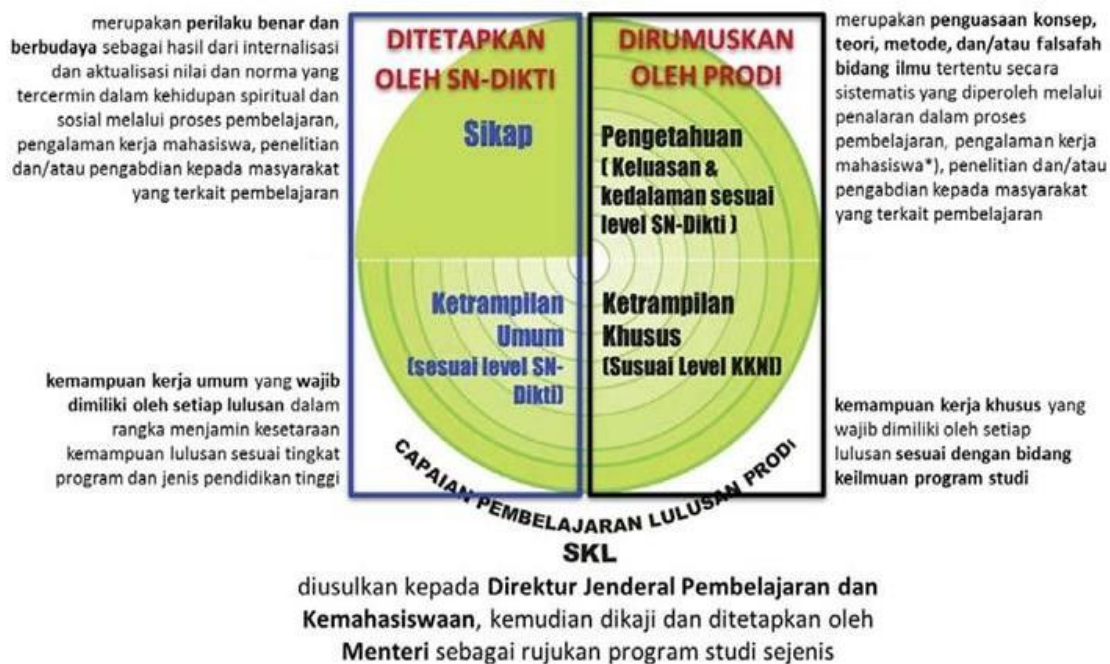 merupakan perilaku benar dan
berbudaya sebagai hasil dari internalisasi
dan aktualisasi nilai dan norma yang
tercermin dalam kehidupan spiritual dan
sosial melalui proses pembelajaran,
pengalaman kerja mahasiswa, penelitian
dan/atau pengabdian kepada masyarakat
yang terkait pembelajaran
DITETAPKAN
OLEH SN-DIKTI
Sikap
DIRUMUSKAN
OLEH PRODI
Pengetahuan
( Keluasan &
kedalaman sesuai
level SN-Dikti )
merupakan penguasaan konsep,
teori, metode, dan/atau falsafah
bidang ilmu tertentu secara
sistematis yang diperoleh melalui
penalaran dalam proses
pembelajaran, pengalaman kerja
mahasiswa*), penelitian dan/atau
pengabdian kepada masyarakat
yang terkait pembelajaran
kemampuan kerja umum yang wajib
dimiliki oleh setiap lulusan dalam
rangka menjamin kesetaraan
kemampuan lulusan sesuai tingkat
program dan jenis pendidikan tinggi
Ketrampilan
Umum
(sesuai level SN-
Dikti)
Ketrampilan
Khusus
(Susuai Level KKNI)
kemampuan kerja khusus yang
wajib dimiliki oleh setiap
lulusan sesuai dengan bidang
keilmuan program studi
CAPAIAN PEMBELAJARAN LULUSAN PRODI
SKL
diusulkan kepada Direktur Jenderal Pembelajaran dan
Kemahasiswaan, kemudian dikaji dan ditetapkan oleh
Menteri sebagai rujukan program studi sejenis